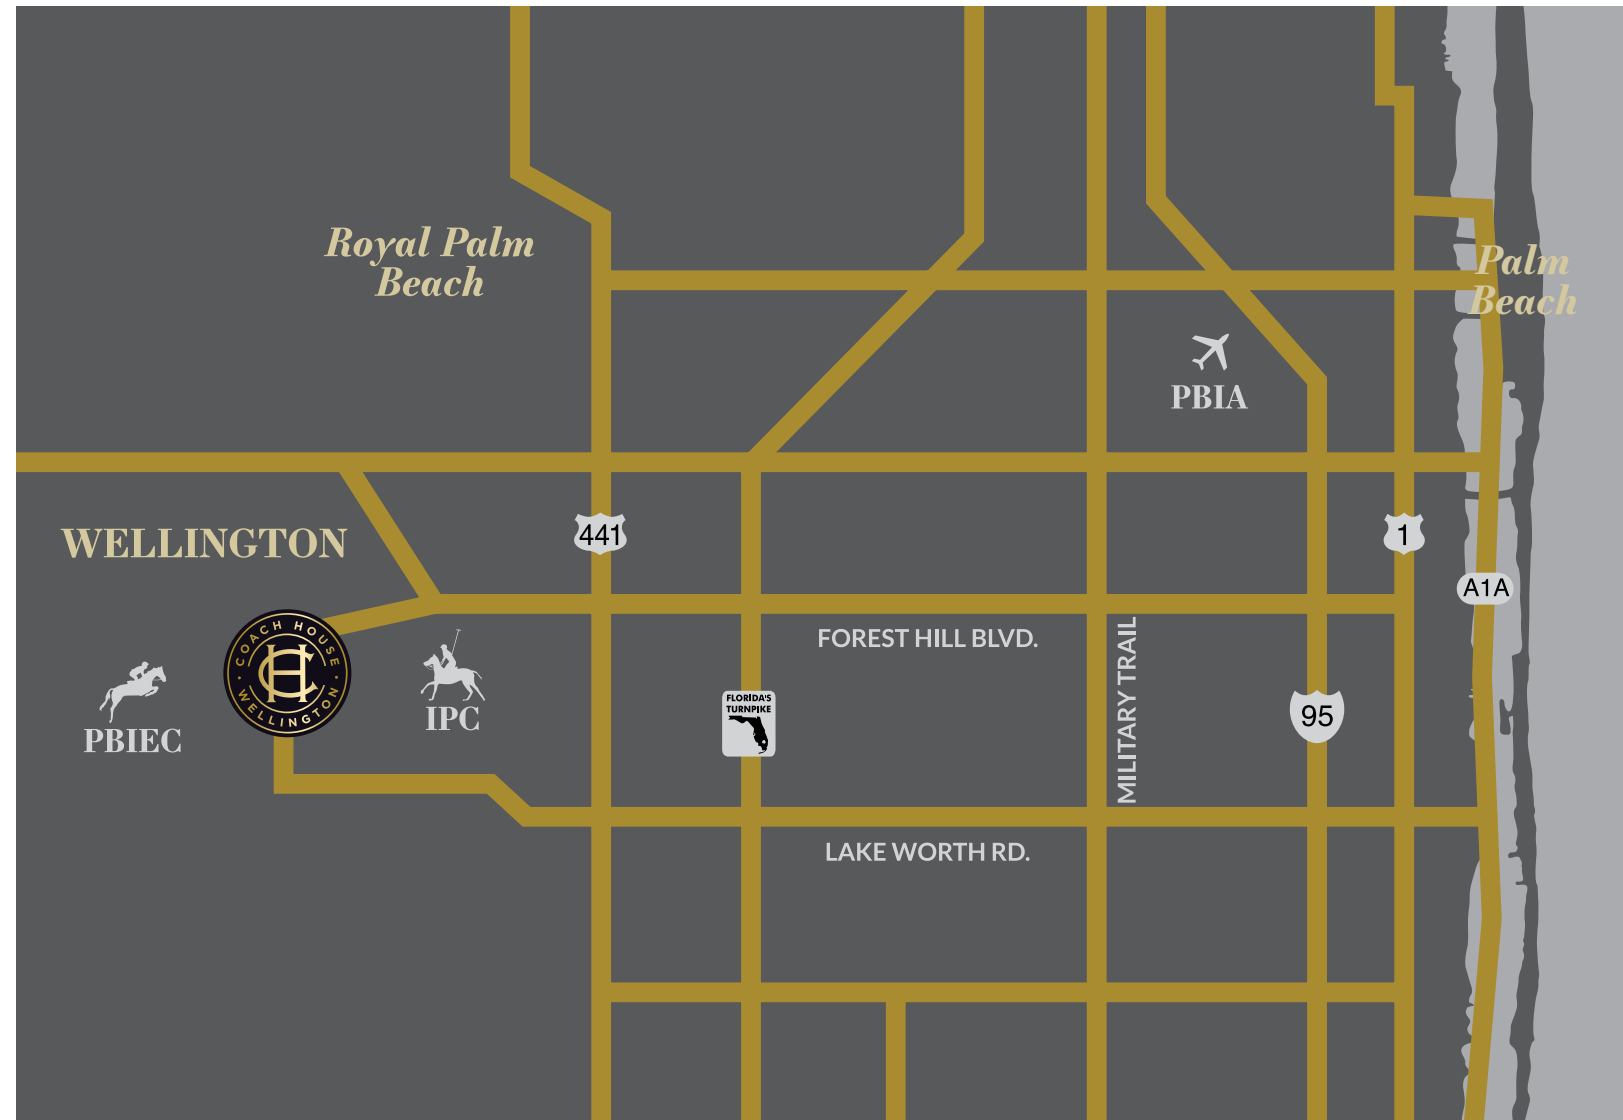 Royal Palm
Beach
Palm
Beach
PBIA
WELLINGTON
441
1
A1A
COACH HOUSE
CH
WELLINGTON
FOREST HILL BLVD.
MILITARY TRAIL
PBIEC
IPC
FLORIDA'S
TURNPIKE
95
LAKE WORTH RD.